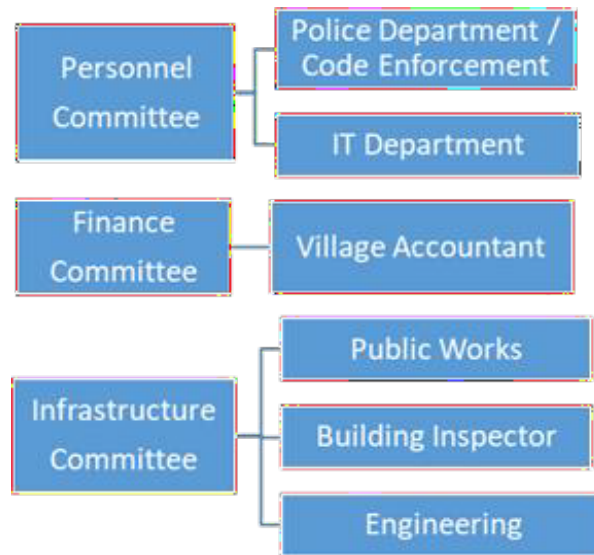 Personnel
Committee
Police Department /
Code Enforcement
IT Department
Finance
Committee
Village Accountant
Infrastructure
Committee
Public Works
Building Inspector
Engineering